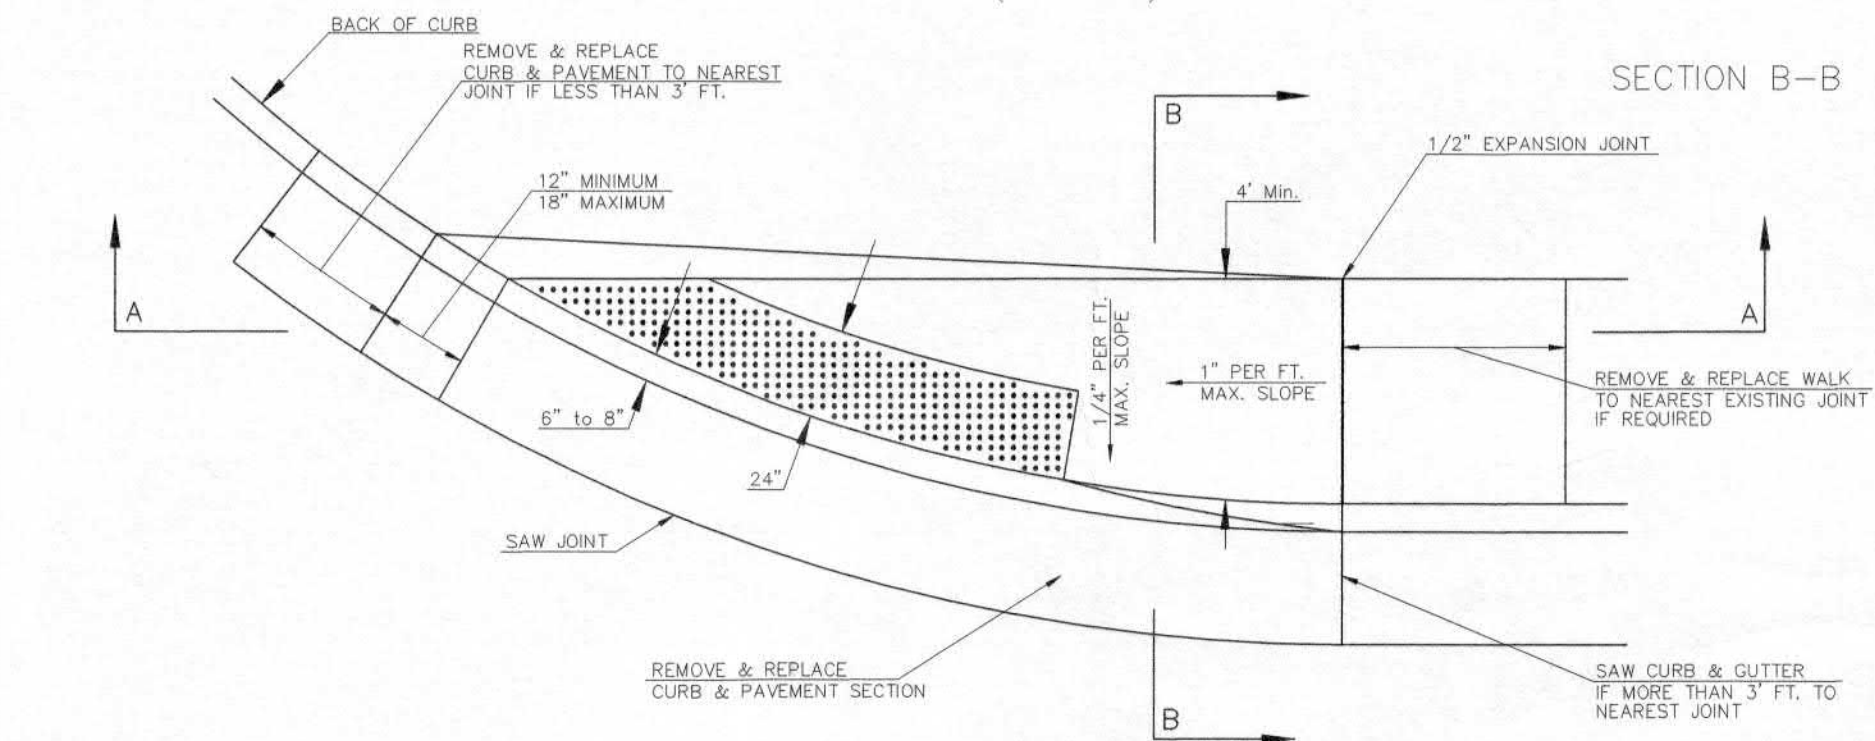 BACK OF CURB
REMOVE & REPLACE
CURB & PAVEMENT TO NEAREST
JOINT IF LESS THAN 3' FT.
SECTION B-B
B
1/2" EXPANSION JOINT
12" MINIMUM
18" MAXIMUM
4' Min.
A
A
1/4" PER FT.
MAX. SLOPE
1" PER FT.
MAX. SLOPE
REMOVE & REPLACE WALK
TO NEAREST EXISTING JOINT
IF REQUIRED
6" to 8"
24"
SAW JOINT
REMOVE & REPLACE
CURB & PAVEMENT SECTION
SAW CURB & GUTTER
IF MORE THAN 3' FT. TO
NEAREST JOINT
B